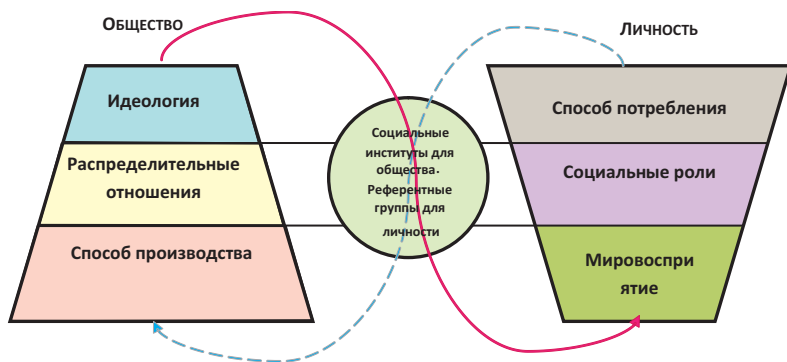 ОБЩЕСТВО
Идеология
Распределительные
отношения
Способ производства
Социальные
институты для
общества.
Референтные
группы для
личности
ЛИЧНОСТЬ
Способ потребления
Социальные роли
Мировоспри
ятие